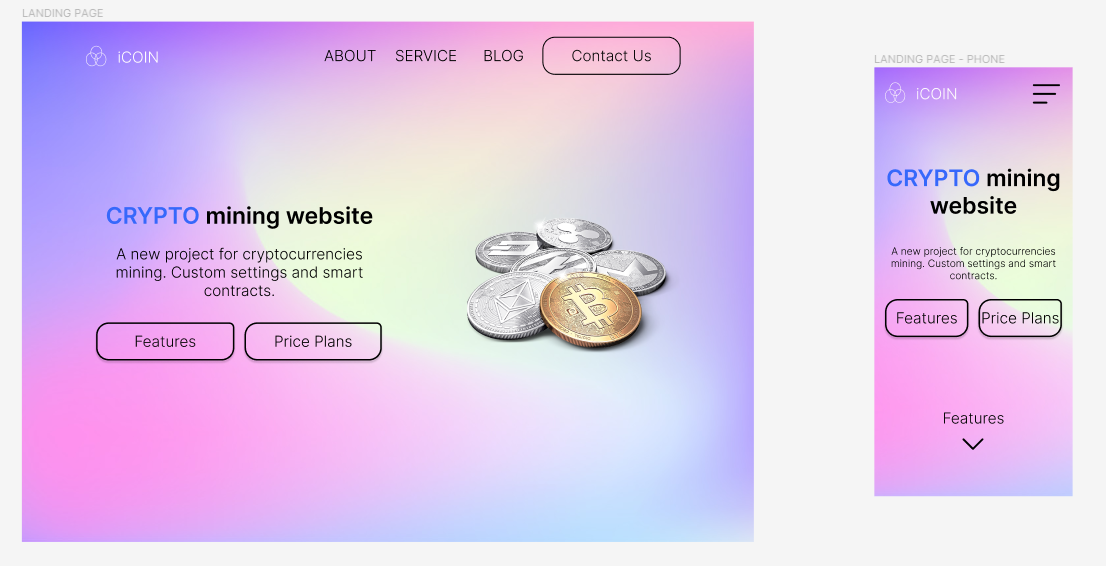 LANDING PAGE
iCOIN
ABOUT SERVICE BLOG Contact Us
CRYPTO mining website
A new project for cryptocurrencies
mining. Custom settings and smart
contracts.
Features Price Plans
LANDING PAGE - PHONE
iCOIN
CRYPTO mining
website
A new project for cryptocurrencies
mining. Custom settings and smart
contracts.
Features Price Plans
Features